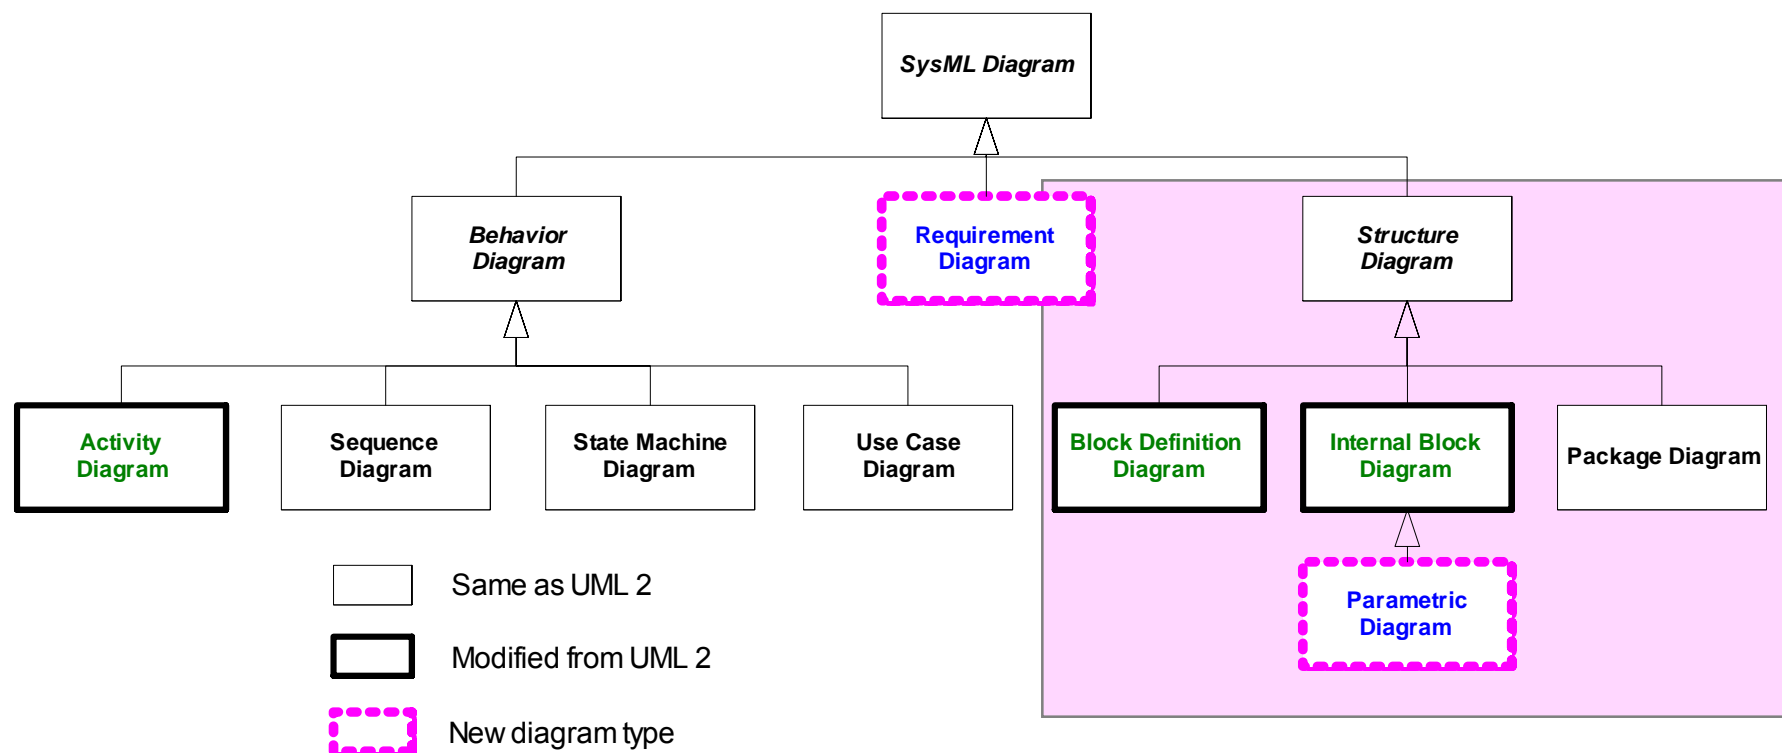 SysML Diagram
Behavior
Diagram
Requirement
Diagram
Structure
Diagram
Activity
Diagram
Sequence
Diagram
State Machine
Diagram
Use Case
Diagram
Block Definition
Diagram
Internal Block
Diagram
Package Diagram
Parametric
Diagram
Same as UML 2
Modified from UML 2
New diagram type